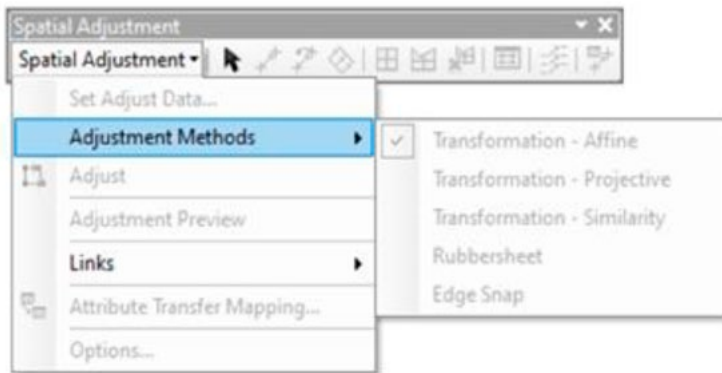 Spatial Adjustment
Spatial Adjustment
Set Adjust Data...
Adjustment Methods
Transformation - Affine
Transformation - Projective
Transformation - Similarity
Rubbersheet
Edge Snap
Adjust
Adjustment Preview
Links
Attribute Transfer Mapping...
Options...